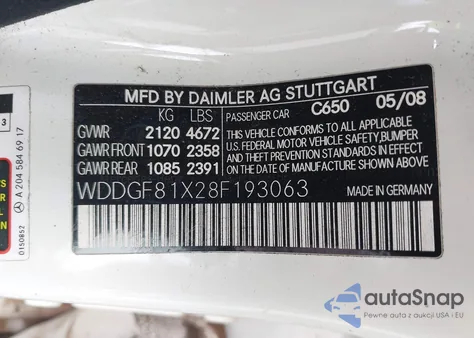 MFD BY DAIMLER AG STUTTGART
KG LBS
PASSENGER CAR C650 05/08
GVWR 2120 4672
GAWR FRONT 1070 2358
GAWR REAR 1085 2391
THIS VEHICLE CONFORMS TO ALL APPLICABLE
U.S. FEDERAL MOTOR VEHICLE SAFETY, BUMPER
AND THEFT PREVENTION STANDARDS IN EFFECT
ON THE DATE OF MANUFACTURE SHOWN ABOVE
WDDGF81X28F193063
MADE IN GERMANY
3
A 204 584 69 17
0150852
autoSnap
Pewne auta z aukcji USA i EU